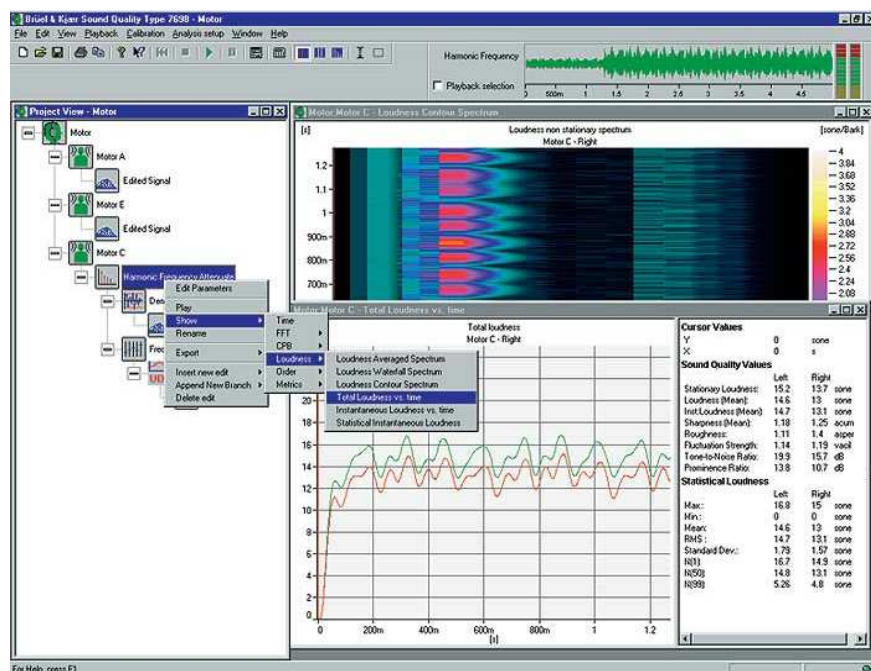 Brüel & Kjær Sound Quality Type 7698 - Motor
File Edit View Playback Calibration Analysis setup Window Help
Harmonic Frequency
Playback selection
0 500m 1 1.5 2 2.5 3 3.5 4 4.5
Project View - Motor
Motor
Motor A
Edited Signal
Motor E
Edited Signal
Motor C
Harmonic Frequency Attenuate
Edit Parameters
Play
Show
Rename
Export
Insert new edit
Append New Branch
Delete edit
Time
FFT
CPB
Loudness
Order
Metrics
Loudness Averaged Spectrum
Loudness Waterfall Spectrum
Loudness Contour Spectrum
Total Loudness vs. time
Instantaneous Loudness vs. time
Statistical Instantaneous Loudness
Motor:Motor C - Loudness Contour Spectrum
[s] Loudness non stationary spectrum [sone/Bark]
Motor C - Right
1.2
1.1
1
900m
800m
700m
4
3.84
3.68
3.52
3.36
3.2
3.04
2.88
2.72
2.56
2.4
2.24
2.08
Motor:Motor C - Total Loudness vs. time
Total loudness
Motor C - Right
20
18
16
14
12
10
8
6
4
2
0
0 200m 400m 600m 800m 1 1.2
[s]
Cursor Values
Y 0 sone
X 0 s
Sound Quality Values
Left Right
Stationary Loudness: 15.2 13.7 sone
Loudness (Mean): 14.6 13 sone
Inst.Loudness (Mean) 14.7 13.1 sone
Sharpness (Mean): 1.18 1.25 acum
Roughness: 1.11 1.4 asper
Fluctuation Strength: 1.14 1.19 vacil
Tone-to-Noise Ratio: 19.9 15.7 dB
Prominence Ratio: 13.8 10.7 dB
Statistical Loudness
Left Right
Max.: 16.8 15 sone
Min.: 0 0 sone
Mean: 14.6 13 sone
RMS : 14.7 13.1 sone
Standard Dev.: 1.79 1.57 sone
N(1) 16.7 14.9 sone
N(50) 14.8 13.1 sone
N(99) 5.26 4.8 sone
For Help, press F1